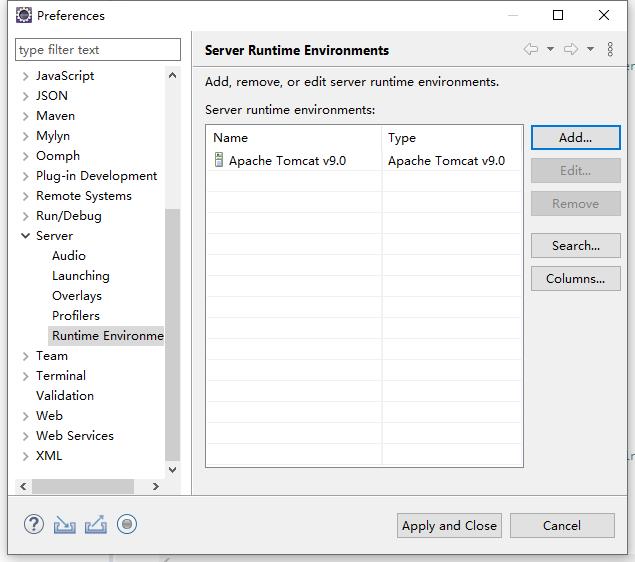 Preferences
type filter text
JavaScript
JSON
Maven
Mylyn
Oomph
Plug-in Development
Remote Systems
Run/Debug
Server
Audio
Launching
Overlays
Profilers
Runtime Environme
Team
Terminal
Validation
Web
Web Services
XML
Server Runtime Environments
Add, remove, or edit server runtime environments.
Server runtime environments:
Name Type
Apache Tomcat v9.0 Apache Tomcat v9.0
Add...
Edit...
Remove
Search...
Columns...
Apply and Close Cancel